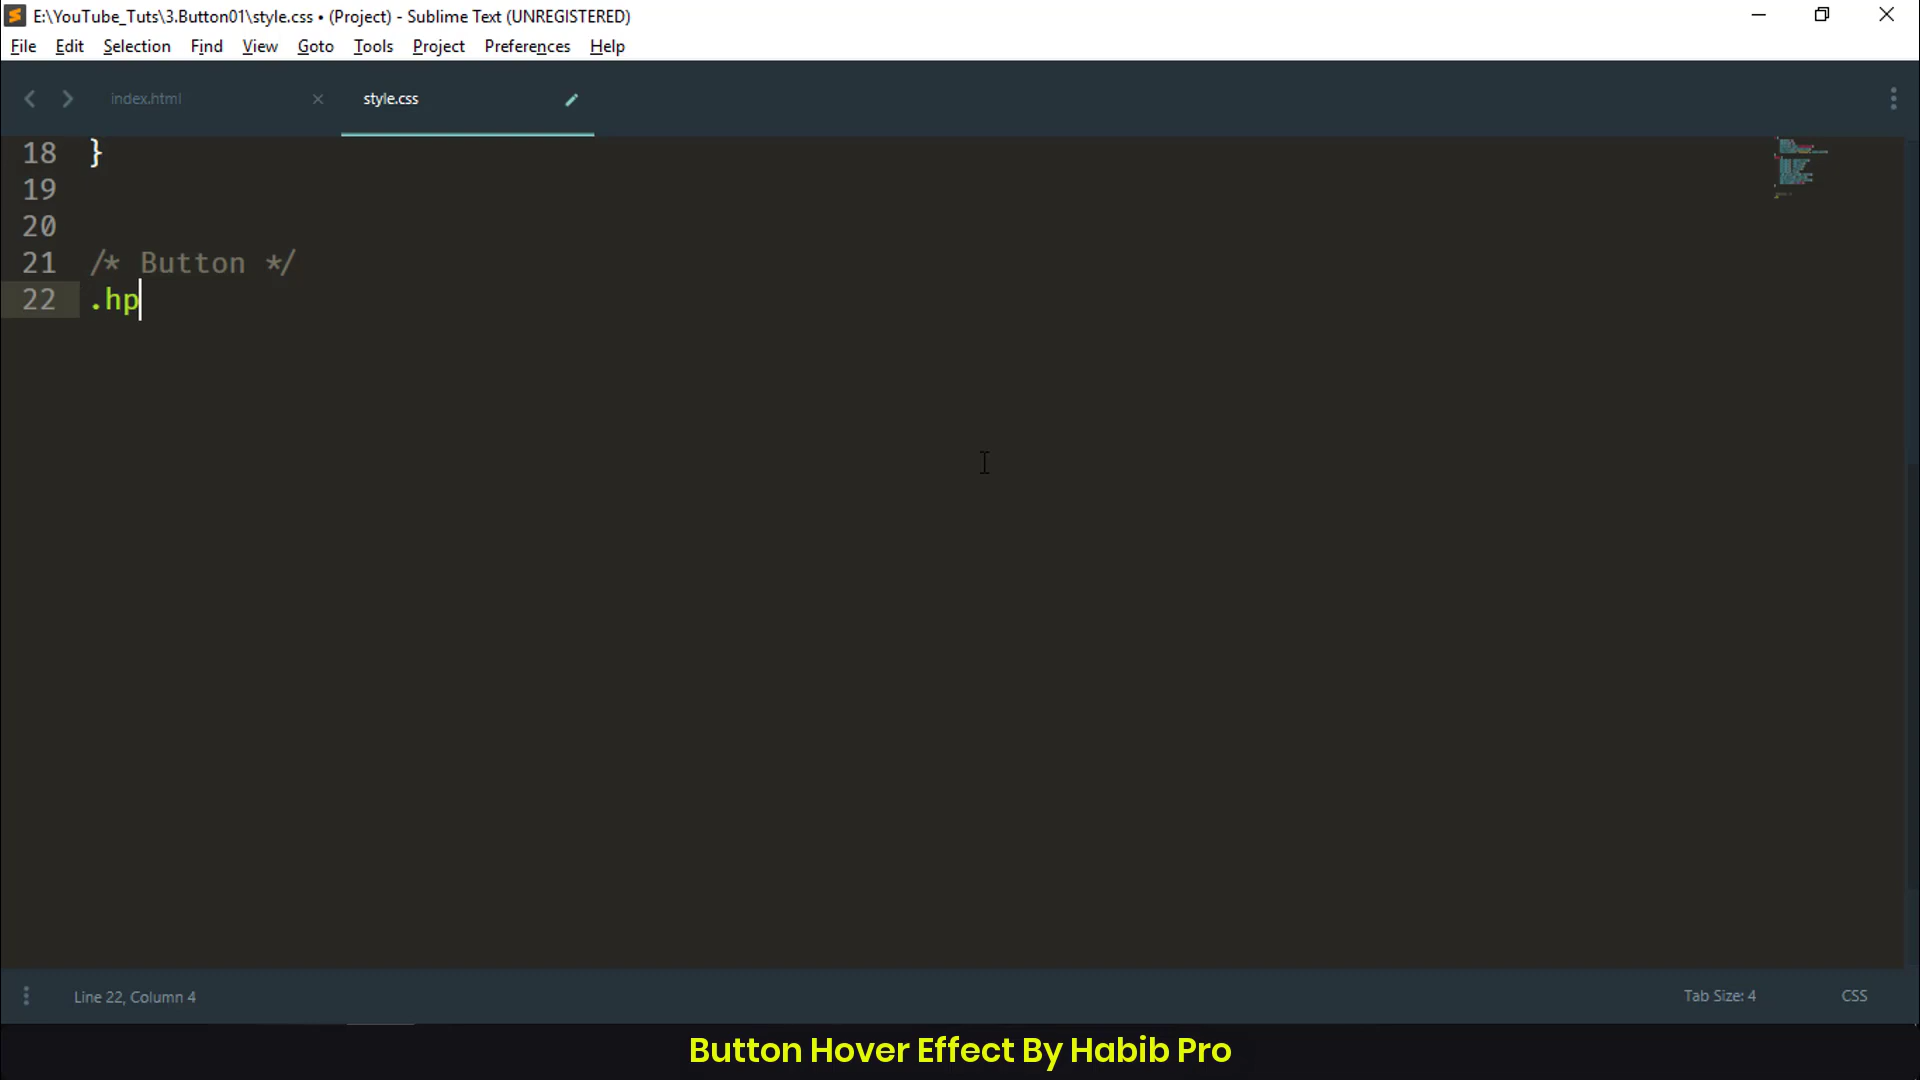 E:\YouTube_Tuts\3.Button01\style.css • (Project) - Sublime Text (UNREGISTERED)
File Edit Selection Find View Goto Tools Project Preferences Help
index.html style.css
18 }
19
20
21 /* Button */
22 .hp
Line 22, Column 4 Tab Size: 4 CSS
Button Hover Effect By Habib Pro